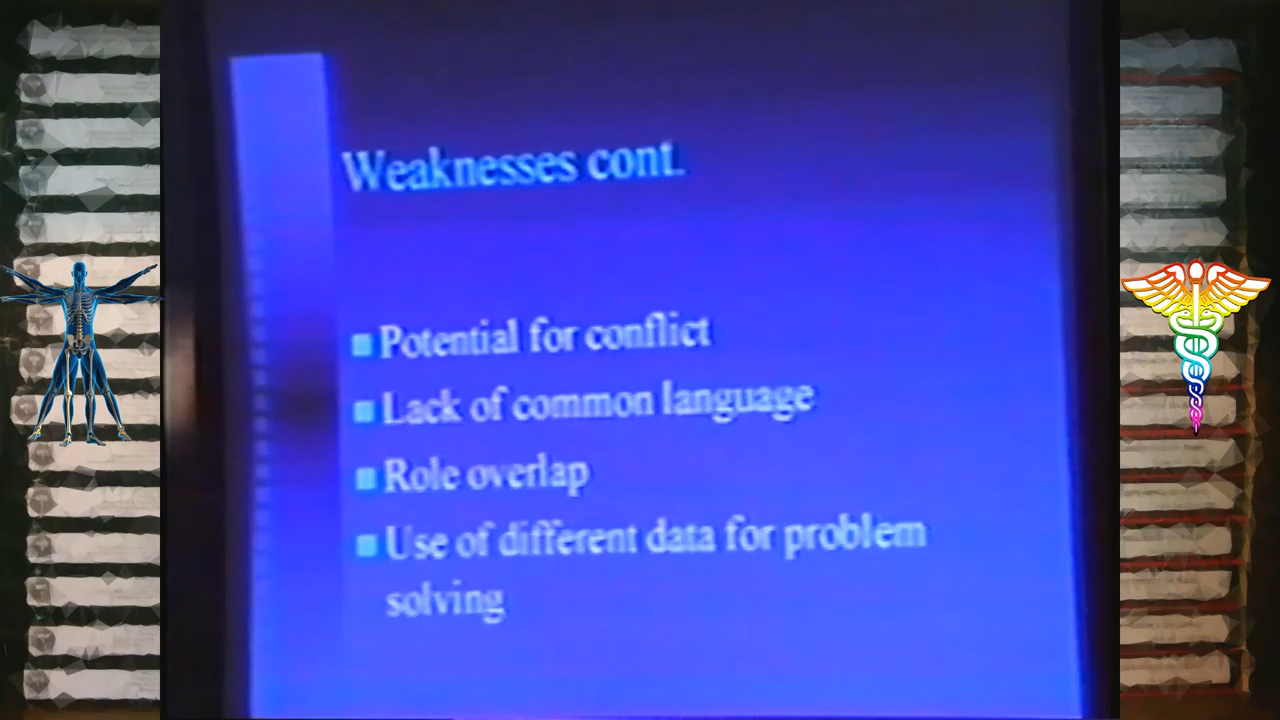 Weaknesses cont.
Potential for conflict
Lack of common language
Role overlap
Use of different data for problem
solving